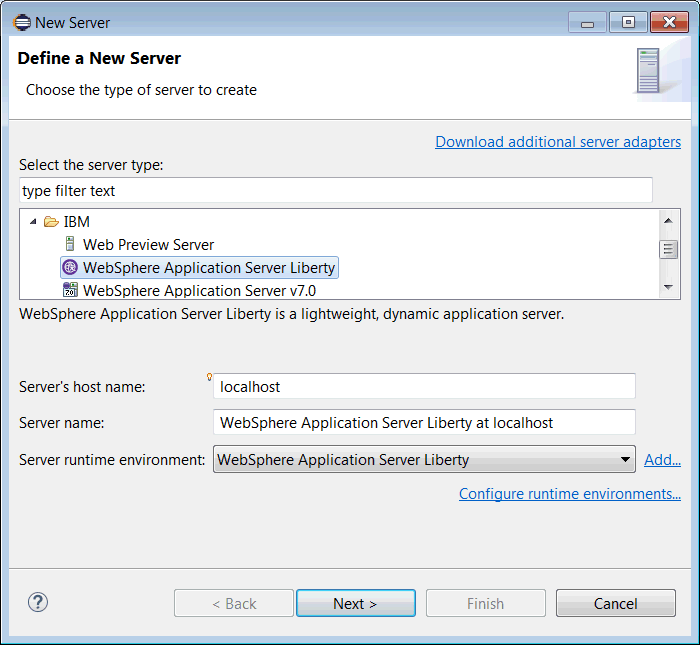 New Server
Define a New Server
Choose the type of server to create
Download additional server adapters
Select the server type:
type filter text
IBM
Web Preview Server
WebSphere Application Server Liberty
WebSphere Application Server v7.0
WebSphere Application Server Liberty is a lightweight, dynamic application server.
Server's host name: localhost
Server name: WebSphere Application Server Liberty at localhost
Server runtime environment: WebSphere Application Server Liberty Add...
Configure runtime environments...
? < Back Next > Finish Cancel